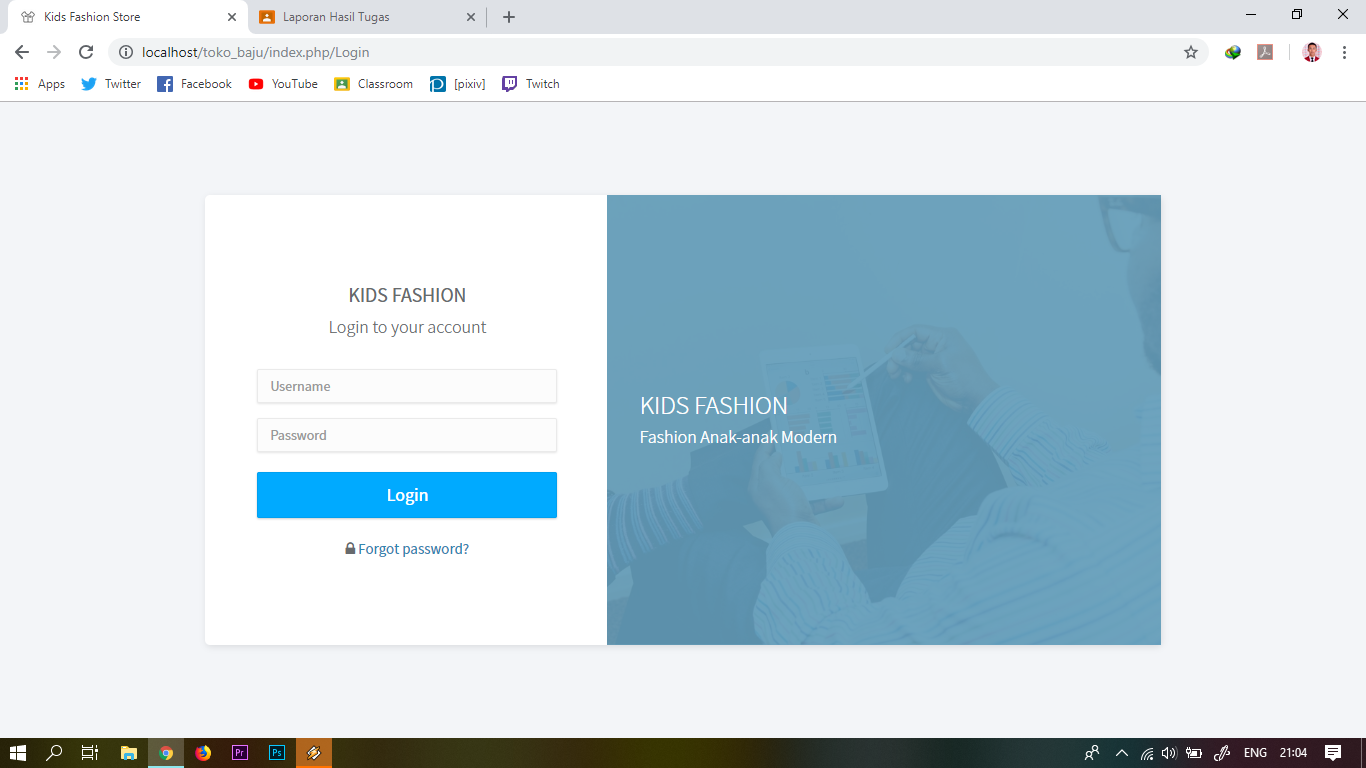 Kids Fashion Store
Laporan Hasil Tugas
localhost/toko_baju/index.php/Login
Apps Twitter Facebook YouTube Classroom [pixiv] Twitch
KIDS FASHION
Login to your account
Username
Password
Login
Forgot password?
KIDS FASHION
Fashion Anak-anak Modern
Pr Ps ENG 21:04